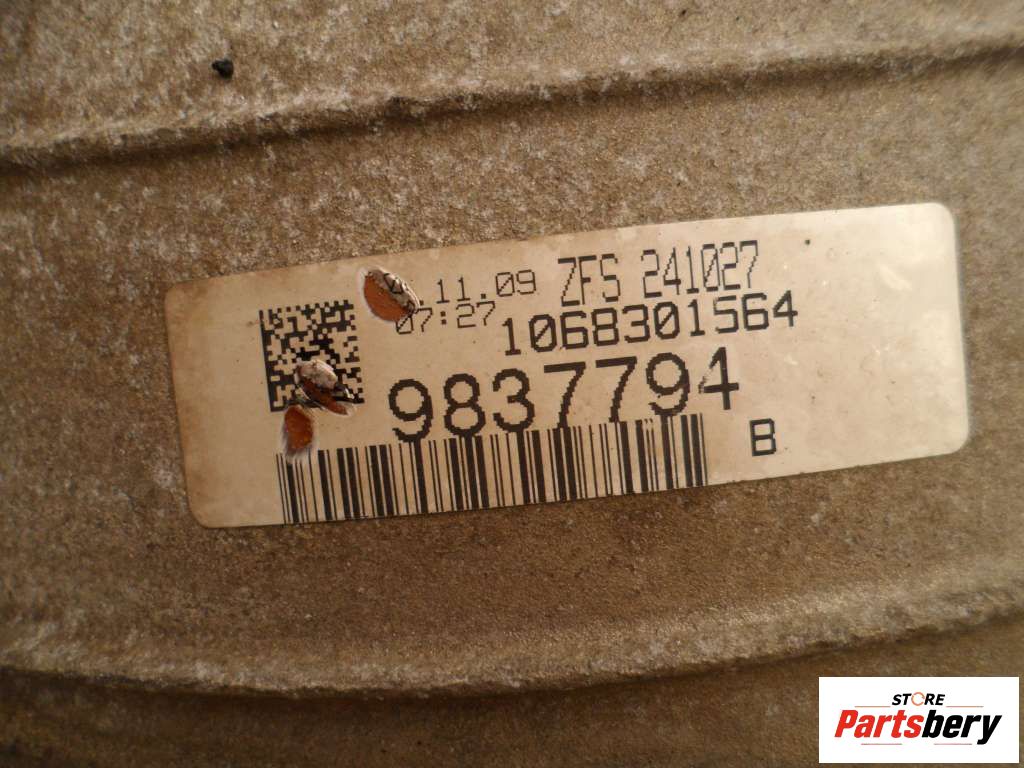 .11.09 ZFS 241027
07:27 1068301564
9837794
B
STORE
Partsbery